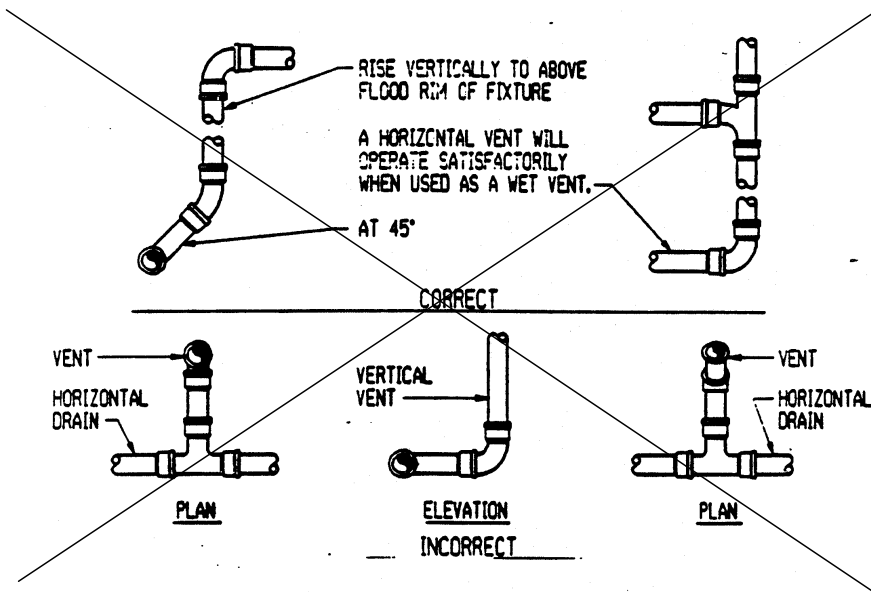 RISE VERTICALLY TO ABOVE
FLOOD RIM OF FIXTURE
A HORIZONTAL VENT WILL
OPERATE SATISFACTORILY
WHEN USED AS A WET VENT.
AT 45°
CORRECT
VENT
HORIZONTAL
DRAIN
VERTICAL
VENT
VENT
HORIZONTAL
DRAIN
PLAN
ELEVATION
PLAN
INCORRECT